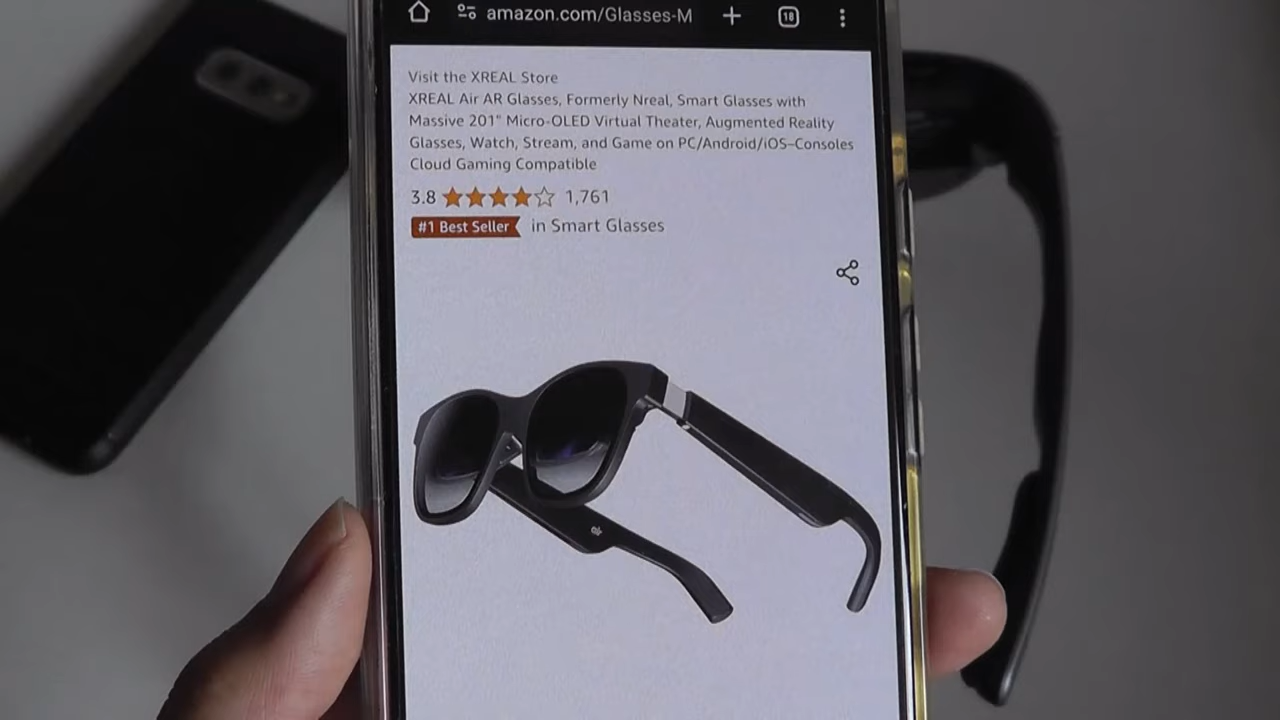 amazon.com/Glasses-M
18
Visit the XREAL Store
XREAL Air AR Glasses, Formerly Nreal, Smart Glasses with
Massive 201" Micro-OLED Virtual Theater, Augmented Reality
Glasses, Watch, Stream, and Game on PC/Android/iOS–Consoles
Cloud Gaming Compatible
3.8 1,761
#1 Best Seller in Smart Glasses
air